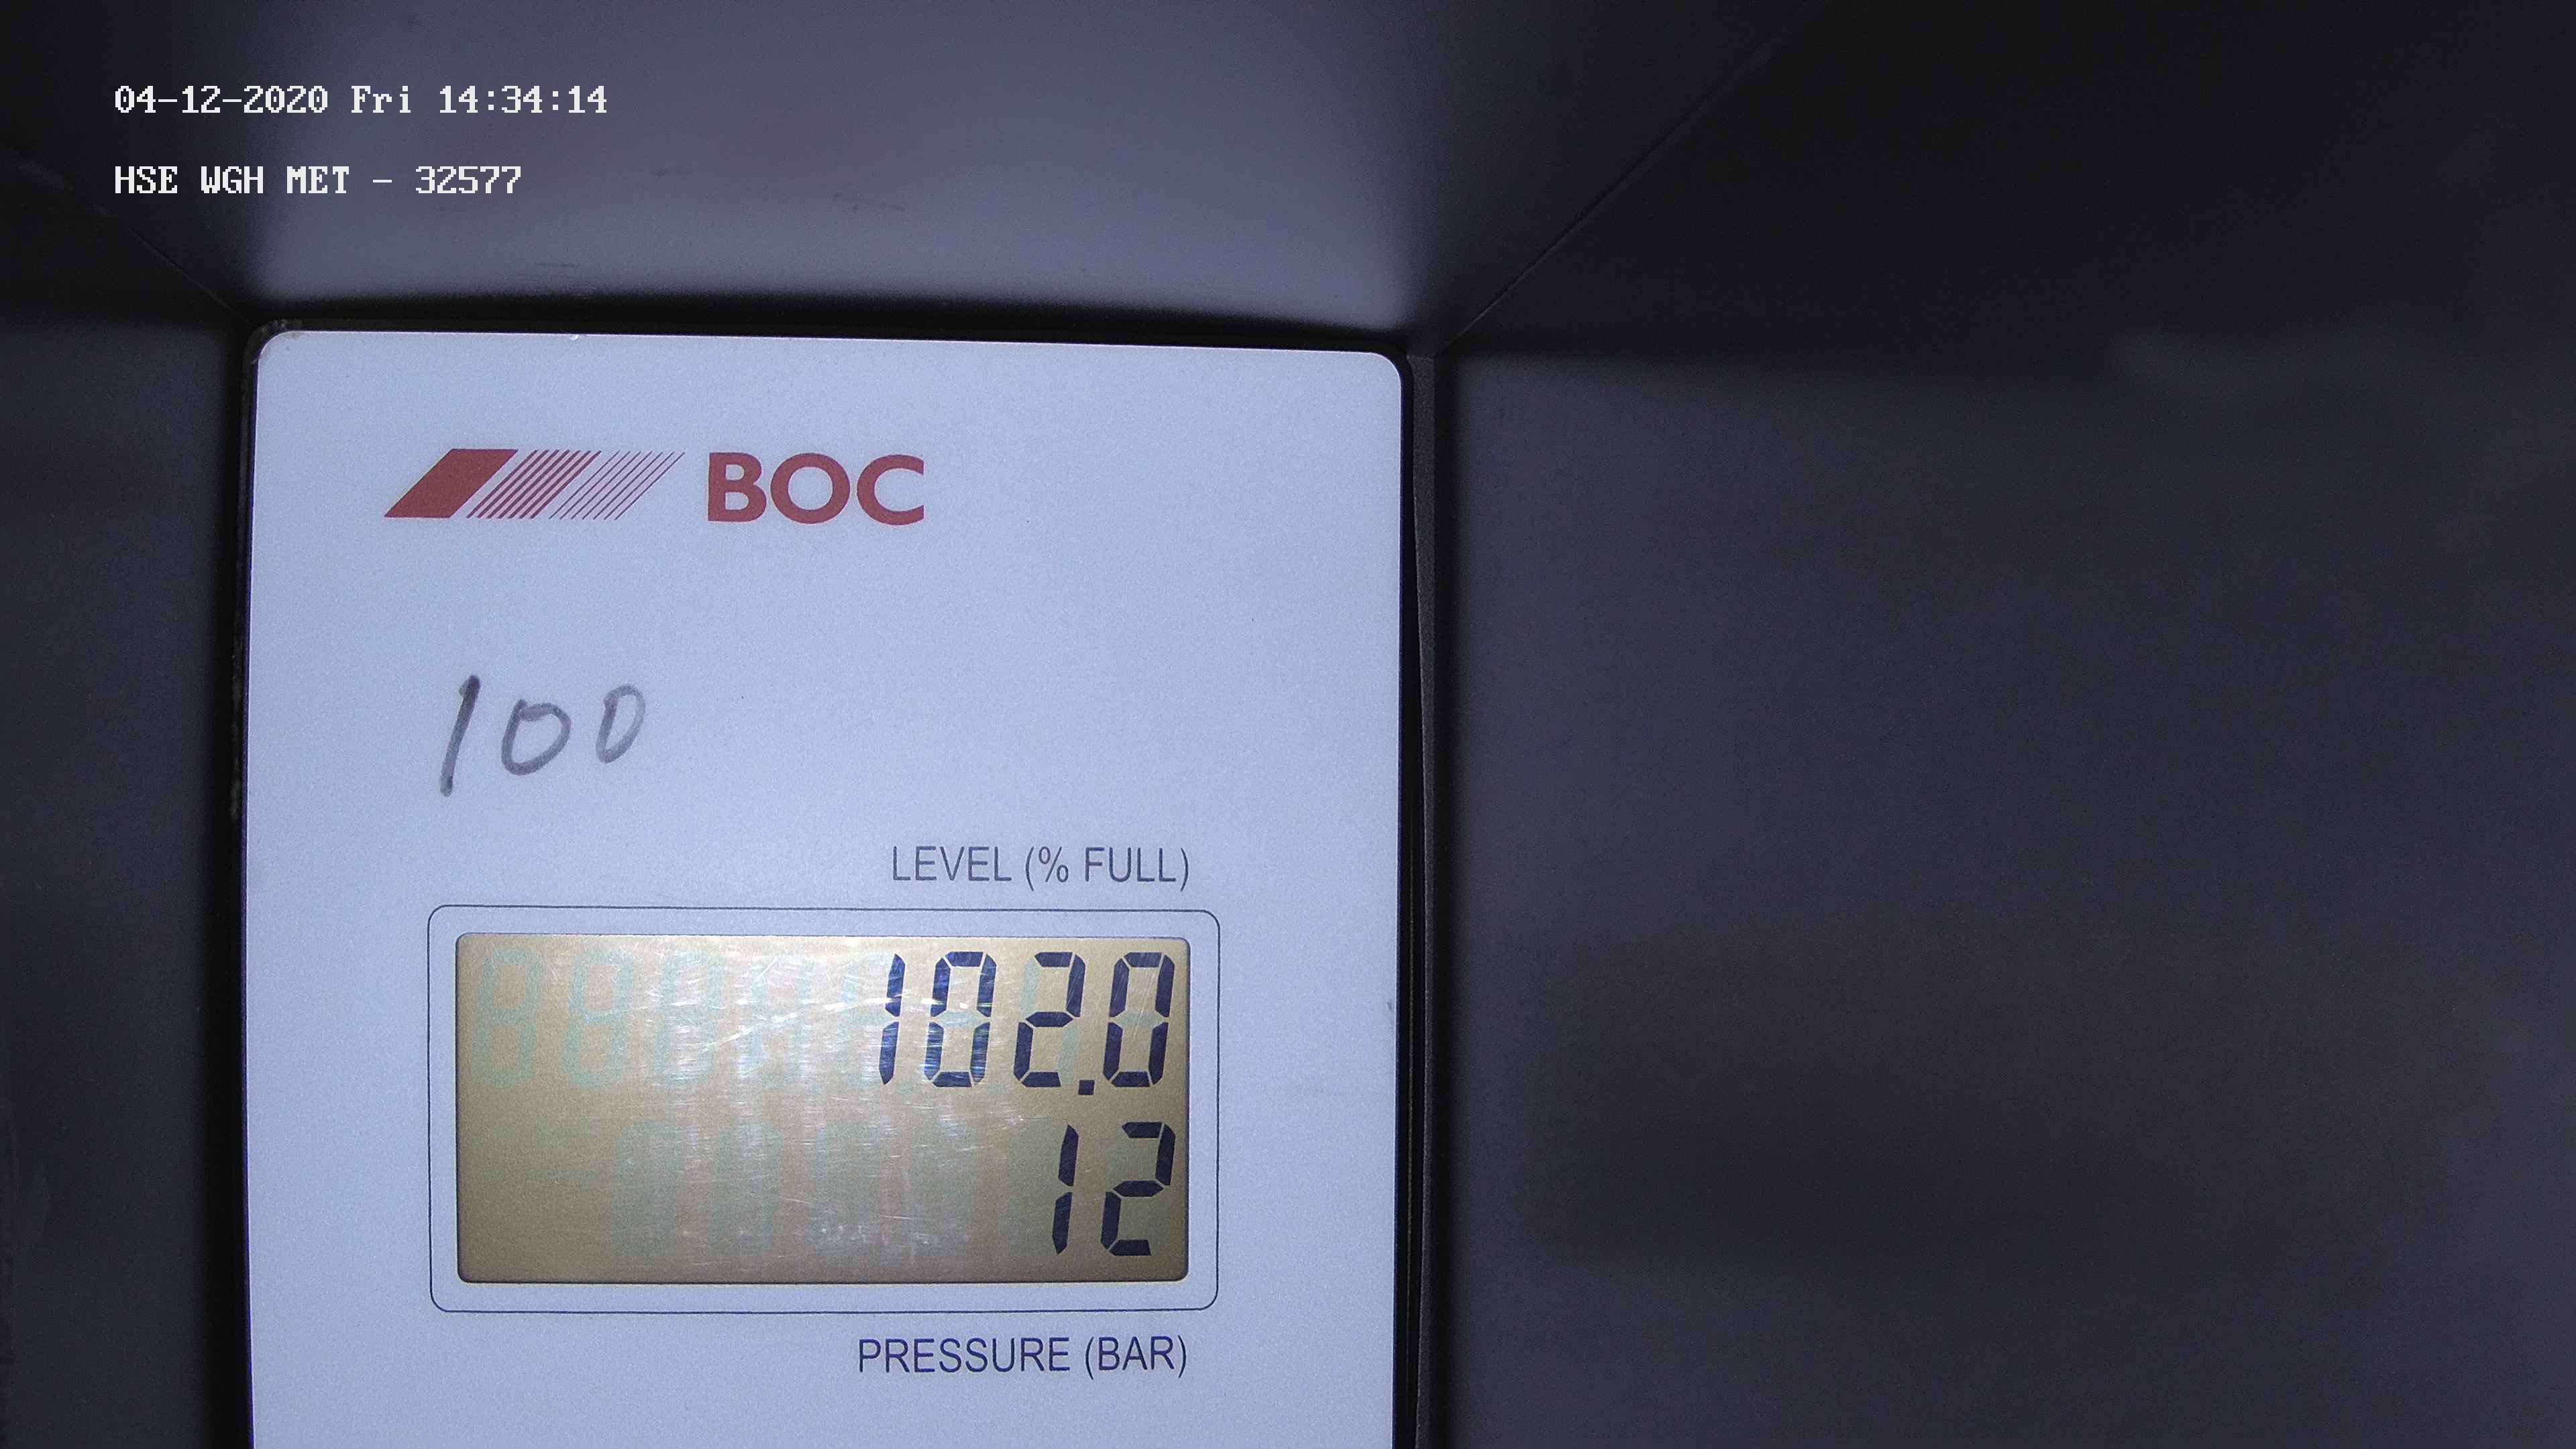 04-12-2020 Fri 14:34:14
HSE WGH MET - 32577
BOC
100
LEVEL (% FULL)
102.0
12
PRESSURE (BAR)